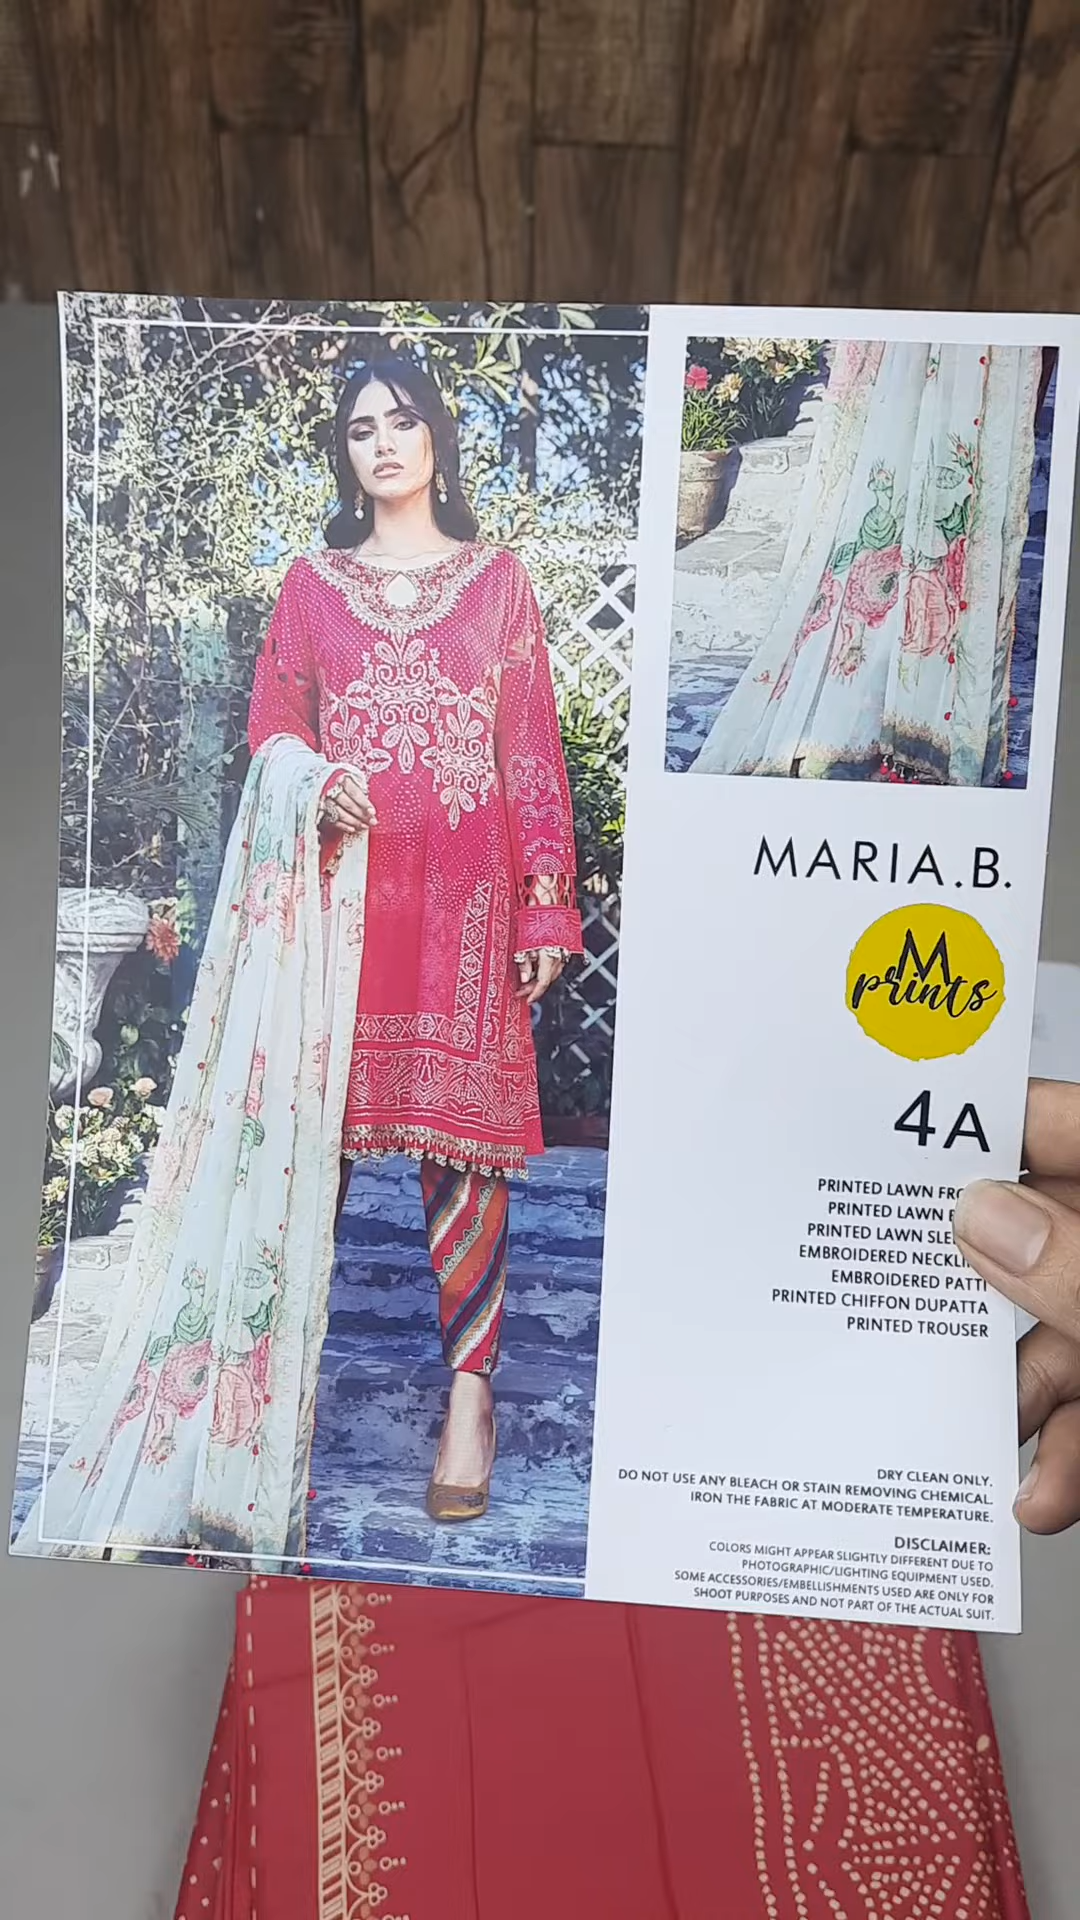 MARIA.B.
M
prints
4A
PRINTED LAWN
PRINTED LAWN
PRINTED LAWN
EMBROIDERED
EMBROIDERED PATTI
PRINTED CHIFFON DUPATTA
PRINTED TROUSER
DRY CLEAN ONLY.
DO NOT USE ANY BLEACH OR STAIN REMOVING CHEMICAL.
IRON THE FABRIC AT MODERATE TEMPERATURE.
DISCLAIMER:
COLORS MIGHT APPEAR SLIGHTLY DIFFERENT DUE TO
PHOTOGRAPHIC/LIGHTING EQUIPMENT USED.
SOME ACCESSORIES/EMBELLISHMENTS USED ARE ONLY FOR
SHOOT PURPOSES AND NOT PART OF THE ACTUAL SUIT.